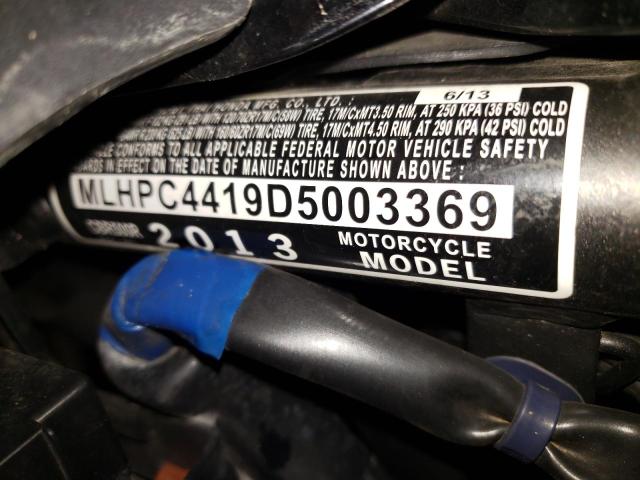 6/13
HONDA MFG. CO., LTD.:
TIRE, 17M/CxMT3.50 RIM, AT 250 KPA (36 PSI) COLD
TIRE, 17M/CxMT4.50 RIM, AT 290 KPA (42 PSI) COLD
CONFORMS TO ALL APPLICABLE FEDERAL MOTOR VEHICLE SAFETY
IN EFFECT ON THE DATE OF MANUFACTURE SHOWN ABOVE :
MLHPC4419D5003369
2013 MOTORCYCLE
MODEL